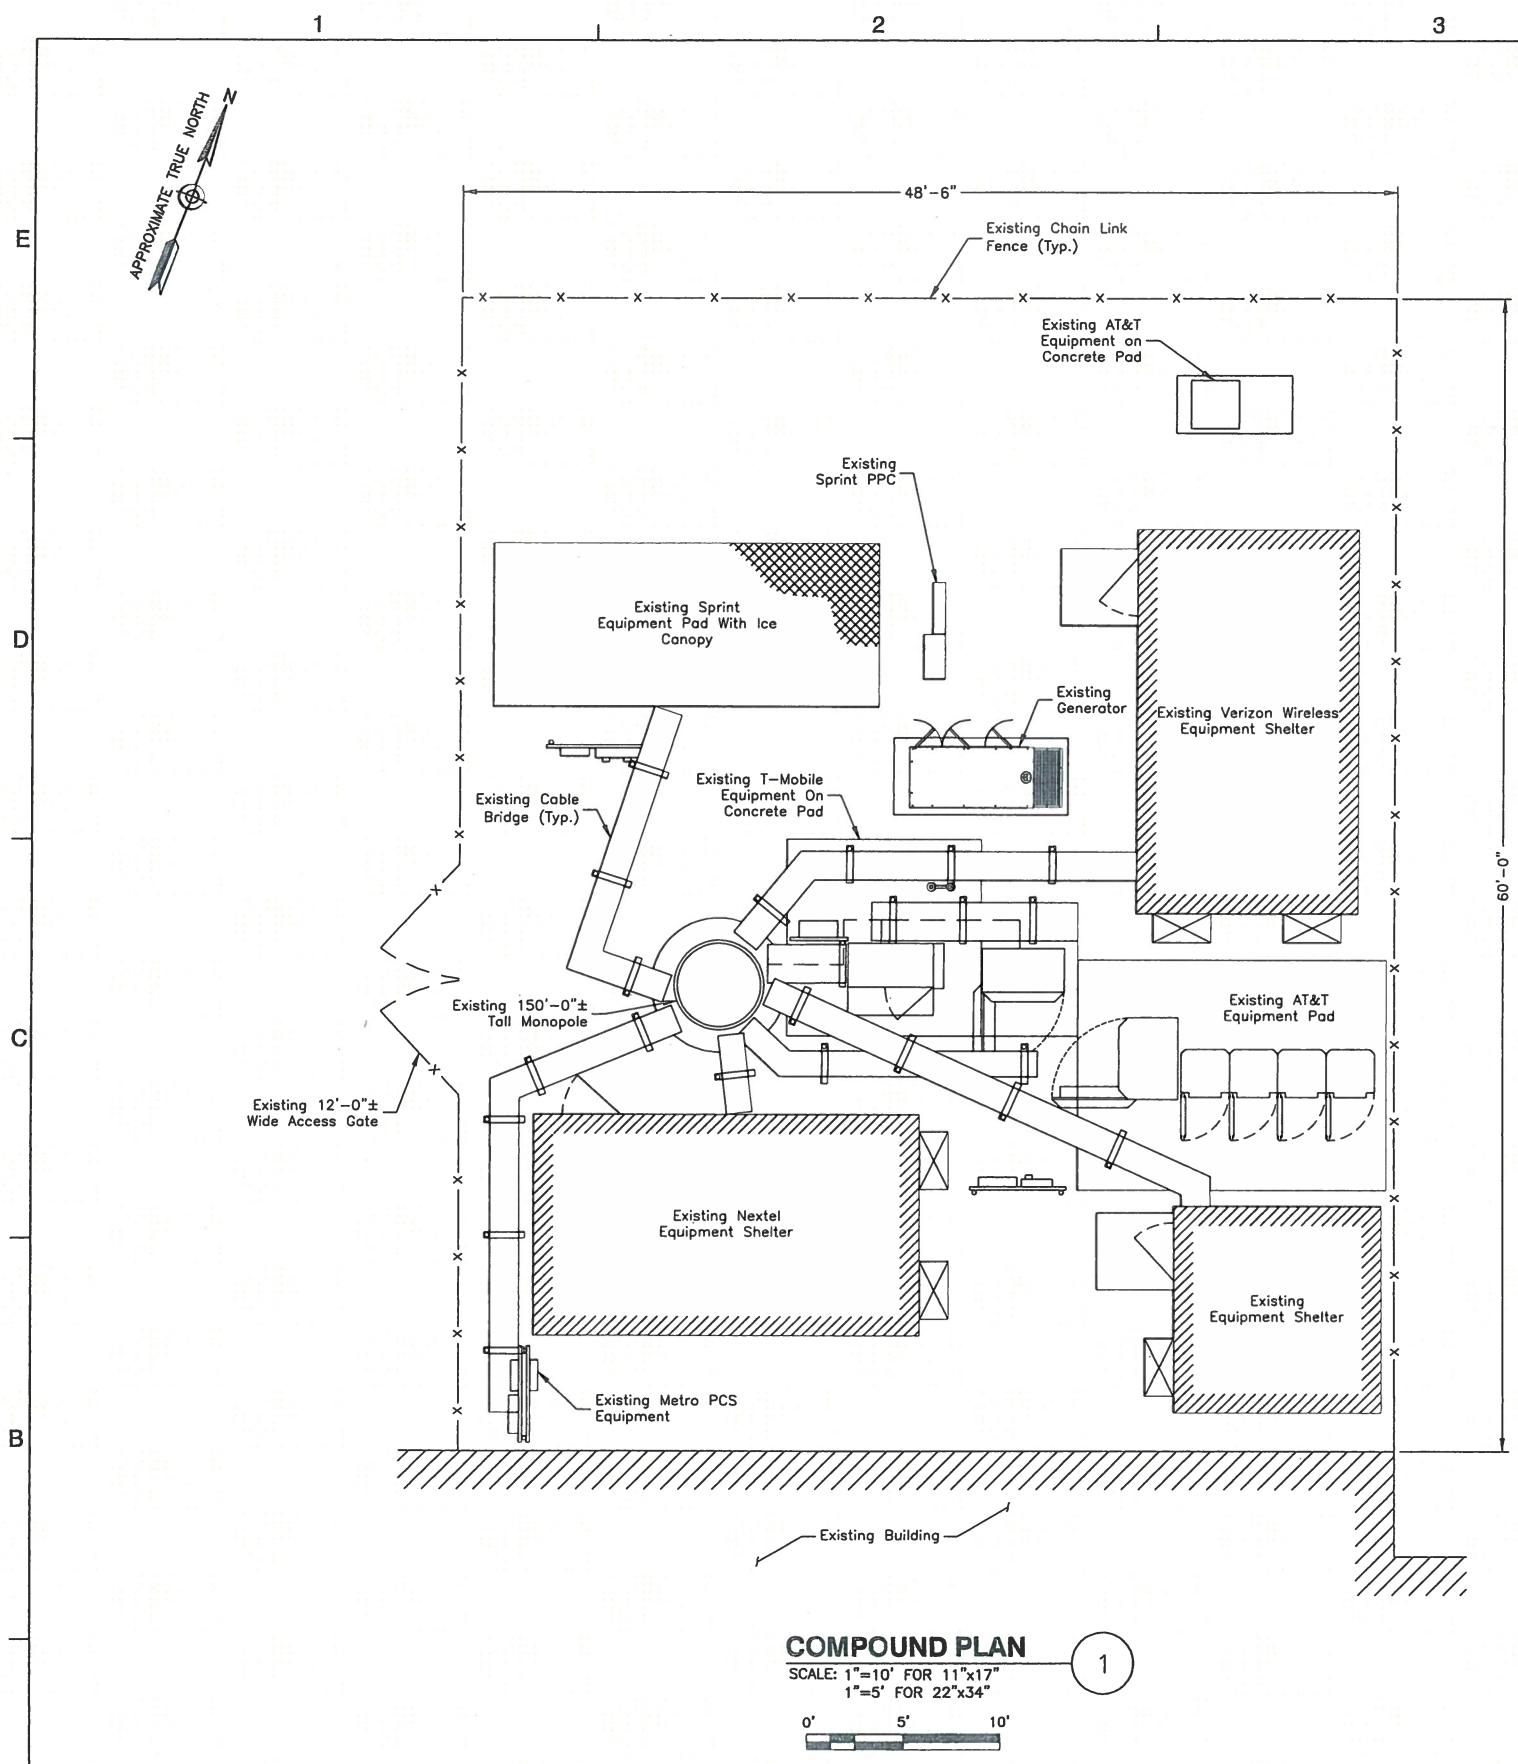 1
2
3
E
D
C
B
APPROXIMATE TRUE NORTH
N
48'-6"
Existing Chain Link
Fence (Typ.)
Existing AT&T
Equipment on
Concrete Pad
Existing
Sprint PPC
Existing Sprint
Equipment Pad With Ice
Canopy
Existing
Generator
Existing Verizon Wireless
Equipment Shelter
Existing T-Mobile
Equipment On
Concrete Pad
Existing Cable
Bridge (Typ.)
60'-0"
Existing 150'-0"±
Tall Monopole
Existing AT&T
Equipment Pad
Existing 12'-0"±
Wide Access Gate
Existing Nextel
Equipment Shelter
Existing
Equipment Shelter
Existing Metro PCS
Equipment
Existing Building
COMPOUND PLAN
SCALE: 1"=10' FOR 11"x17"
1"=5' FOR 22"x34"
1
0' 5' 10'